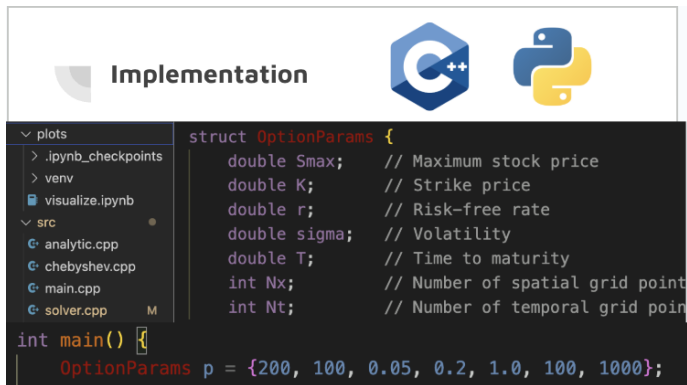 Implementation
C++
plots
.ipynb_checkpoints
venv
visualize.ipynb
src
analytic.cpp
chebyshev.cpp
main.cpp
solver.cpp M
struct OptionParams {
double Smax; // Maximum stock price
double K; // Strike price
double r; // Risk-free rate
double sigma; // Volatility
double T; // Time to maturity
int Nx; // Number of spatial grid point
int Nt; // Number of temporal grid poin
int main() {
OptionParams p = {200, 100, 0.05, 0.2, 1.0, 100, 1000};